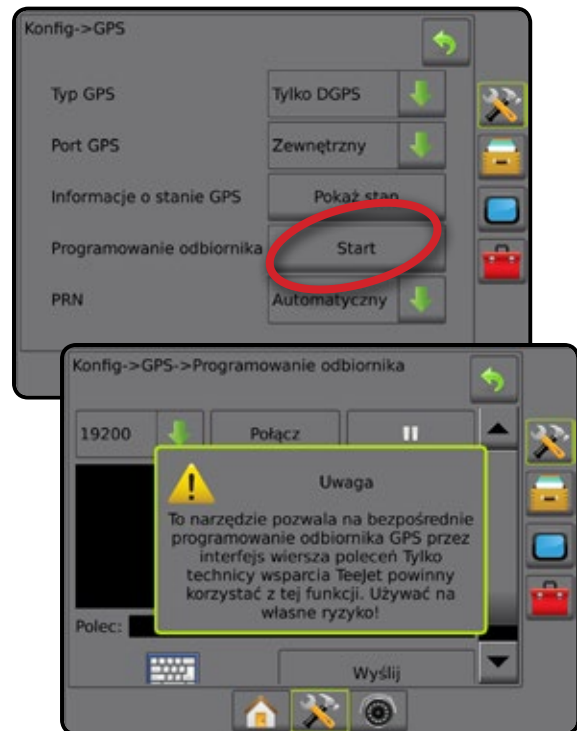 Konfig->GPS
Typ GPS
Tylko DGPS
Port GPS
Zewnętrzny
Informacje o stanie GPS
Pokaż stan
Programowanie odbiornika
Start
PRN
Automatyczny
Konfig->GPS->Programowanie odbiornika
19200
Połącz
Uwaga
To narzędzie pozwala na bezpośrednie
programowanie odbiornika GPS przez
interfejs wiersza poleceń Tylko
technicy wsparcia TeeJet powinny
korzystać z tej funkcji. Używać na
własne ryzyko!
Polec:
Wyślij